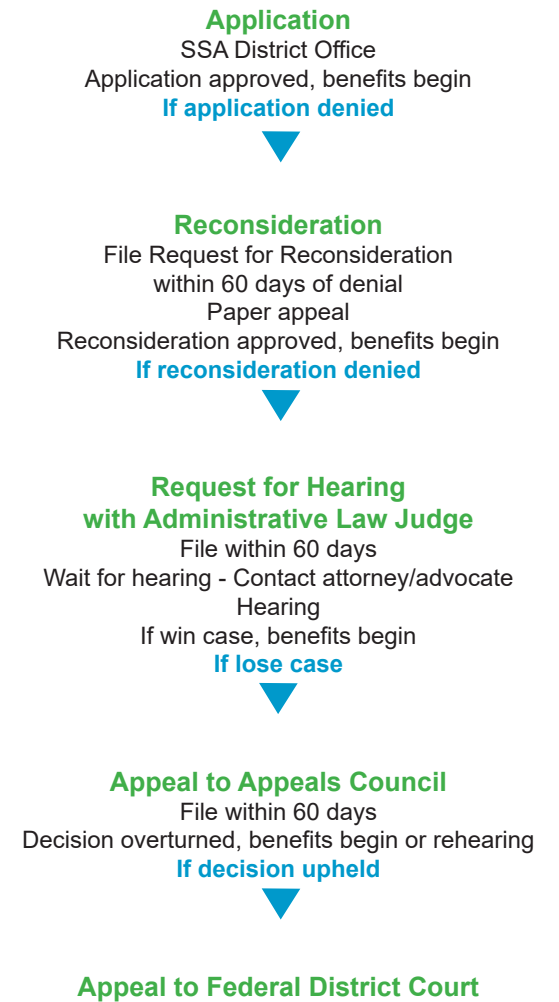 Application
SSA District Office
Application approved, benefits begin
If application denied
Reconsideration
File Request for Reconsideration
within 60 days of denial
Paper appeal
Reconsideration approved, benefits begin
If reconsideration denied
Request for Hearing
with Administrative Law Judge
File within 60 days
Wait for hearing - Contact attorney/advocate
Hearing
If win case, benefits begin
If lose case
Appeal to Appeals Council
File within 60 days
Decision overturned, benefits begin or rehearing
If decision upheld
Appeal to Federal District Court